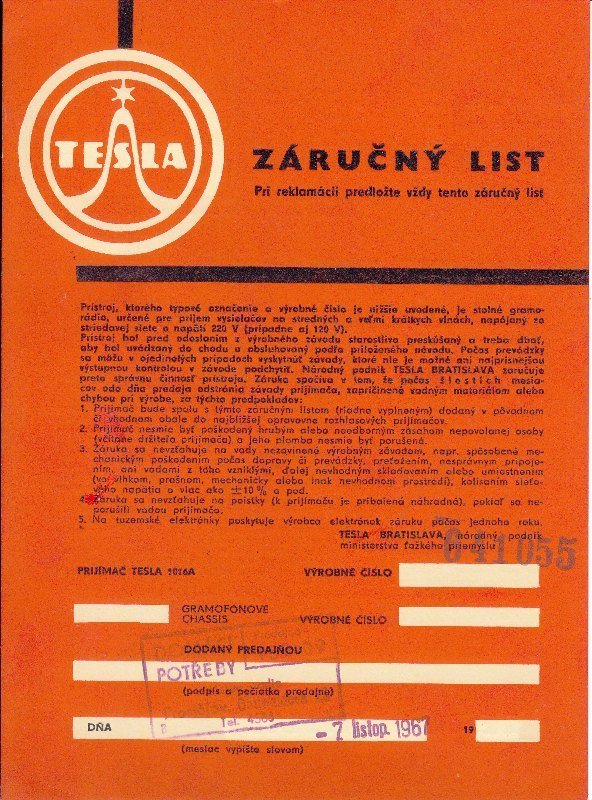 TESLA
ZÁRUČNÝ LIST
Pri reklamácii predložte vždy tento záručný list
Prístroj, ktorého typové označenie a výrobné číslo je nižšie uvedené, je stolné gramo-
rádio, určené pre príjem vysielačov na stredných a veľmi krátkych vlnách, napájaný zo
striedavej siete o napätí 220 V (prípadne aj 120 V).
Prístroj bol pred odoslaním z výrobného závodu starostlive preskúšaný a treba dbať,
aby bol uvádzaný do chodu a obsluhovaný podľa priloženého návodu. Počas prevádzky
sa môžu v ojedinelých prípadoch vyskytnúť závady, ktoré nie je možné ani najprísnejšou
výstupnou kontrolou v závode podchytiť. Národný podnik TESLA BRATISLAVA zaručuje
preto správnu činnosť prístroja. Záruka spočíva v tom, že počas šiestich mesia-
cov odo dňa predaja odstránia závady prijímača, zapríčinené vadným materiálom alebo
chybou pri výrobe, za týchto predpokladov:
1. Prijímač bude spolu s týmto záručným listom (riadne vyplneným) dodaný v pôvodnom
či vhodnom obale do najbližšej opravovne rozhlasových prijímačov.
2. Prijímač nesmie byť poškodený hrubým alebo neodborným zásahom nepovolanej osoby
(včítane držiteľa prijímača) a jeho plomba nesmie byť porušená.
3. Záruka sa nevzťahuje na vady nezavinené výrobným závodom, napr. spôsobené me-
chanickým poškodením počas dopravy či prevádzky, preťažením, nesprávnym pripoje-
ním, ani vadami z toho vzniklými, ďalej nevhodným skladovaním alebo umiestnením
(vo vlhkom, prašnom, mechanicky alebo inak nevhodnom prostredí), kolísaním sieťo-
vého napätia o viac ako ±10 % a pod.
4. Záruka sa nevzťahuje na poistky (k prijímaču je pribalená náhradná), pokiaľ sa ne-
porušili vadou prijímača.
5. Na tuzemské elektrónky poskytuje výrobca elektrónok záruku počas jedného roku.
TESLA BRATISLAVA, národný podnik
ministerstva ťažkého priemyslu
641055
PRIJÍMAČ TESLA 1016A VÝROBNÉ ČÍSLO
GRAMOFÓNOVÉ
CHASSIS VÝROBNÉ ČÍSLO
DODANÝ PREDAJŇOU
POTREBY
(podpis a pečiatka predajne)
Tel.
DŇA - 7 listop. 1967 19
(mesiac vypíšte slovom)